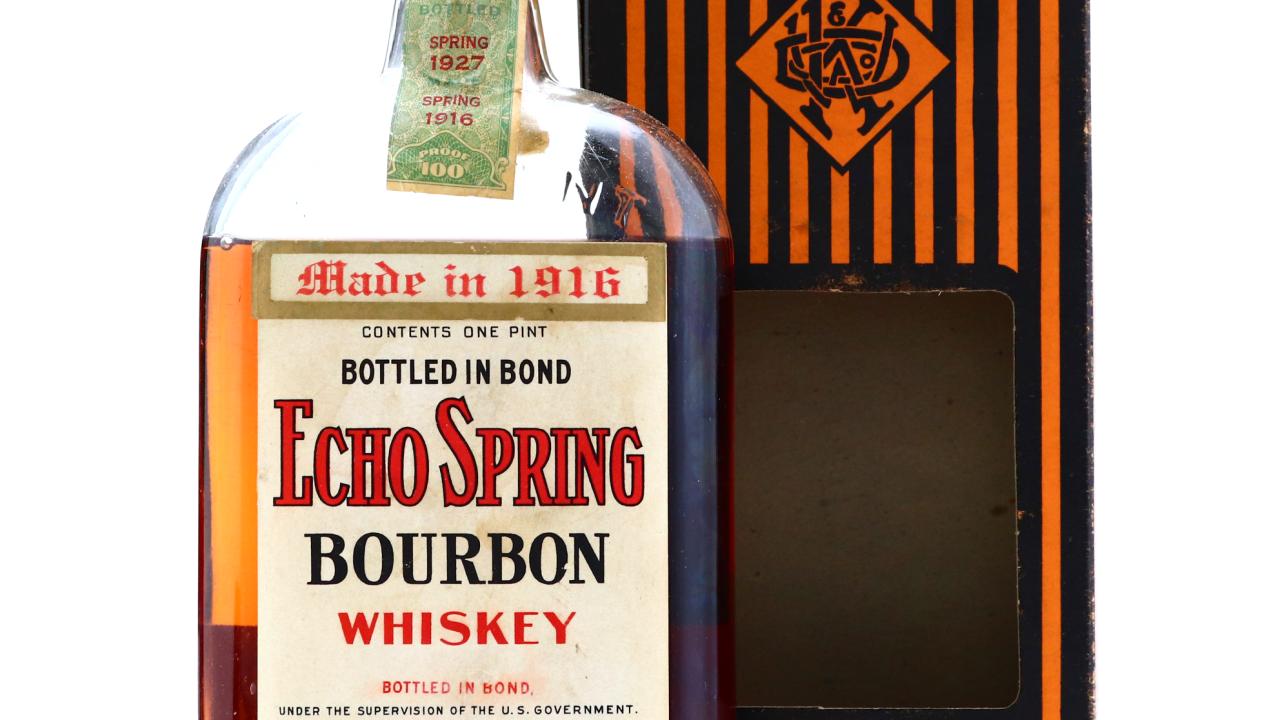 BOTTLED
SPRING
1927
SPRING
1916
PROOF
100
Made in 1916
CONTENTS ONE PINT
BOTTLED IN BOND
ECHO SPRING
BOURBON
WHISKEY
BOTTLED IN BOND,
UNDER THE SUPERVISION OF THE U.S. GOVERNMENT.